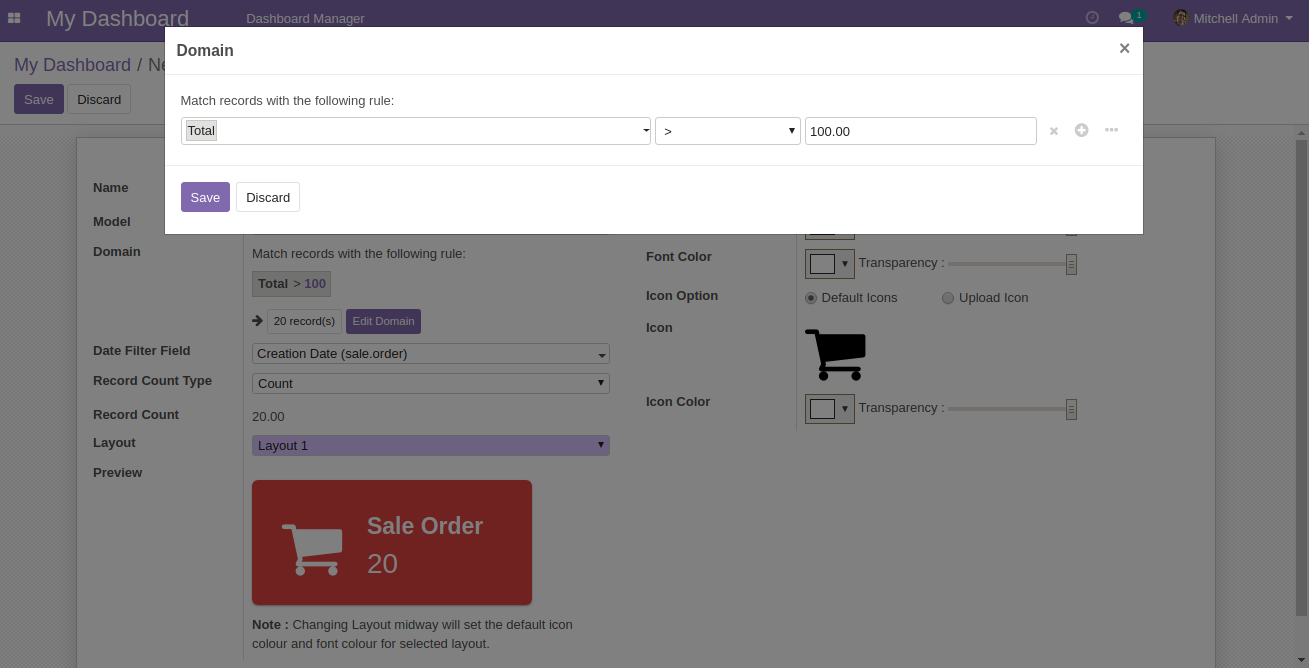 My Dashboard Dashboard Manager 1 Mitchell Admin
Domain ×
My Dashboard / Ne
Save Discard
Match records with the following rule:
Total > 100.00
Save Discard
Name
Model
Domain
Match records with the following rule:
Total > 100
20 record(s) Edit Domain
Date Filter Field Creation Date (sale.order)
Record Count Type Count
Record Count 20.00
Layout Layout 1
Preview
Sale Order
20
Note : Changing Layout midway will set the default icon
colour and font colour for selected layout.
Font Color Transparency :
Icon Option Default Icons Upload Icon
Icon
Icon Color Transparency :